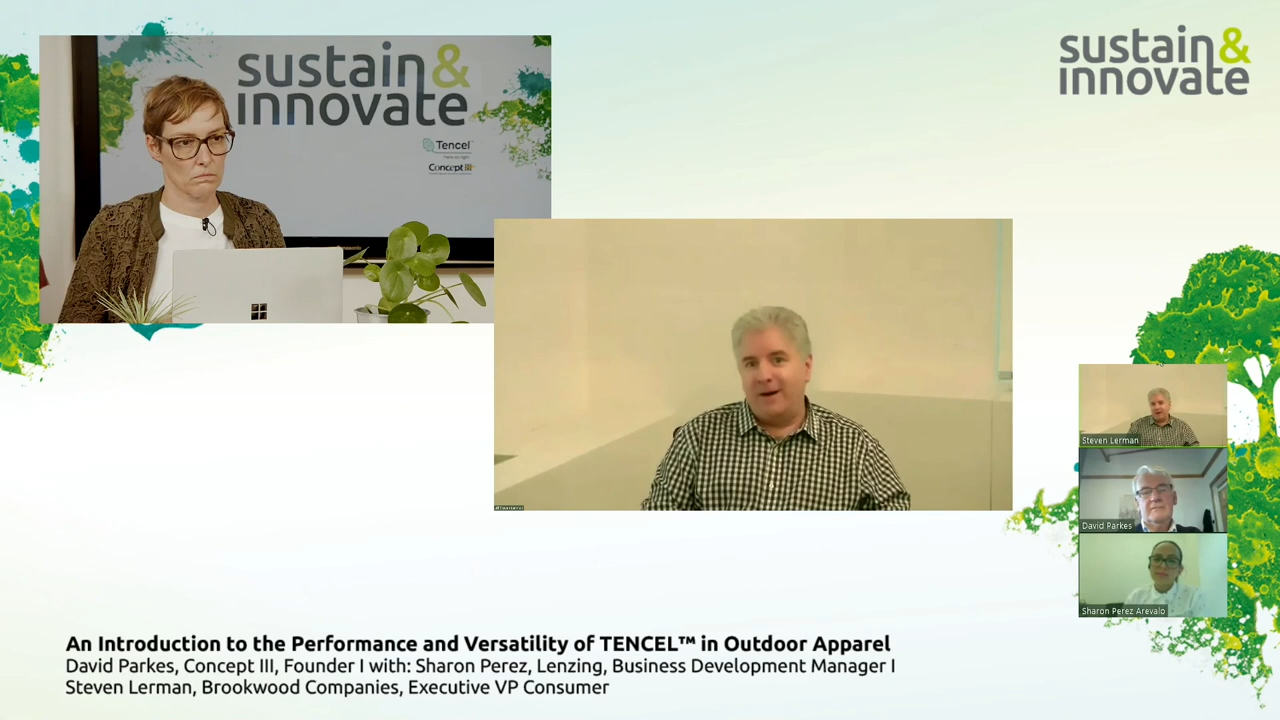 sustain&
innovate
sustain&
innovate
Tencel™
Concept III
Steven Lerman
David Parkes
Sharon Perez Arevalo
An Introduction to the Performance and Versatility of TENCEL™ in Outdoor Apparel
David Parkes, Concept III, Founder I with: Sharon Perez, Lenzing, Business Development Manager I
Steven Lerman, Brookwood Companies, Executive VP Consumer